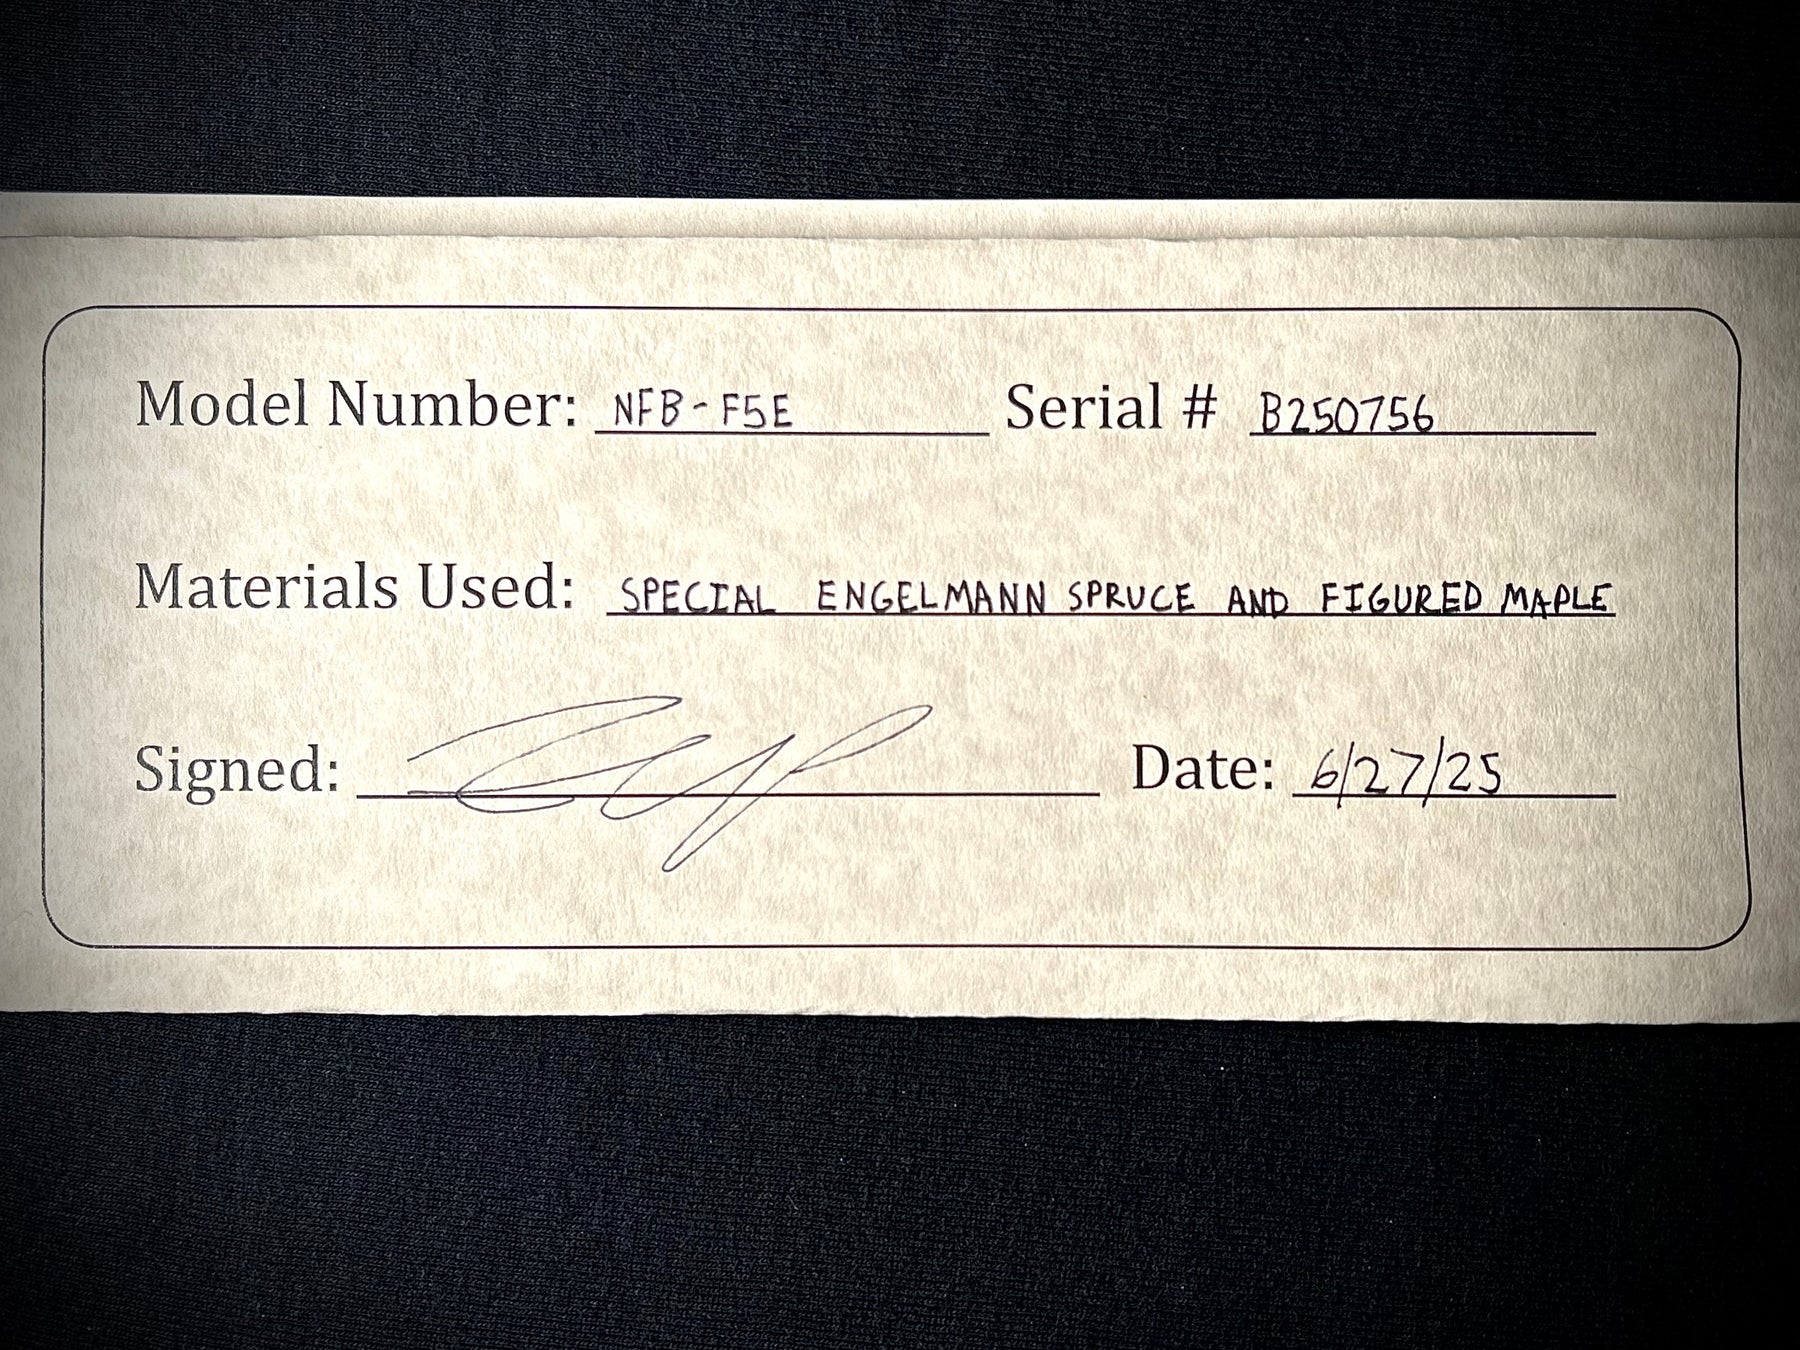 Model Number: NFB-F5E Serial # B250756
Materials Used: SPECIAL ENGELMANN SPRUCE AND FIGURED MAPLE
Signed: Date: 6/27/25